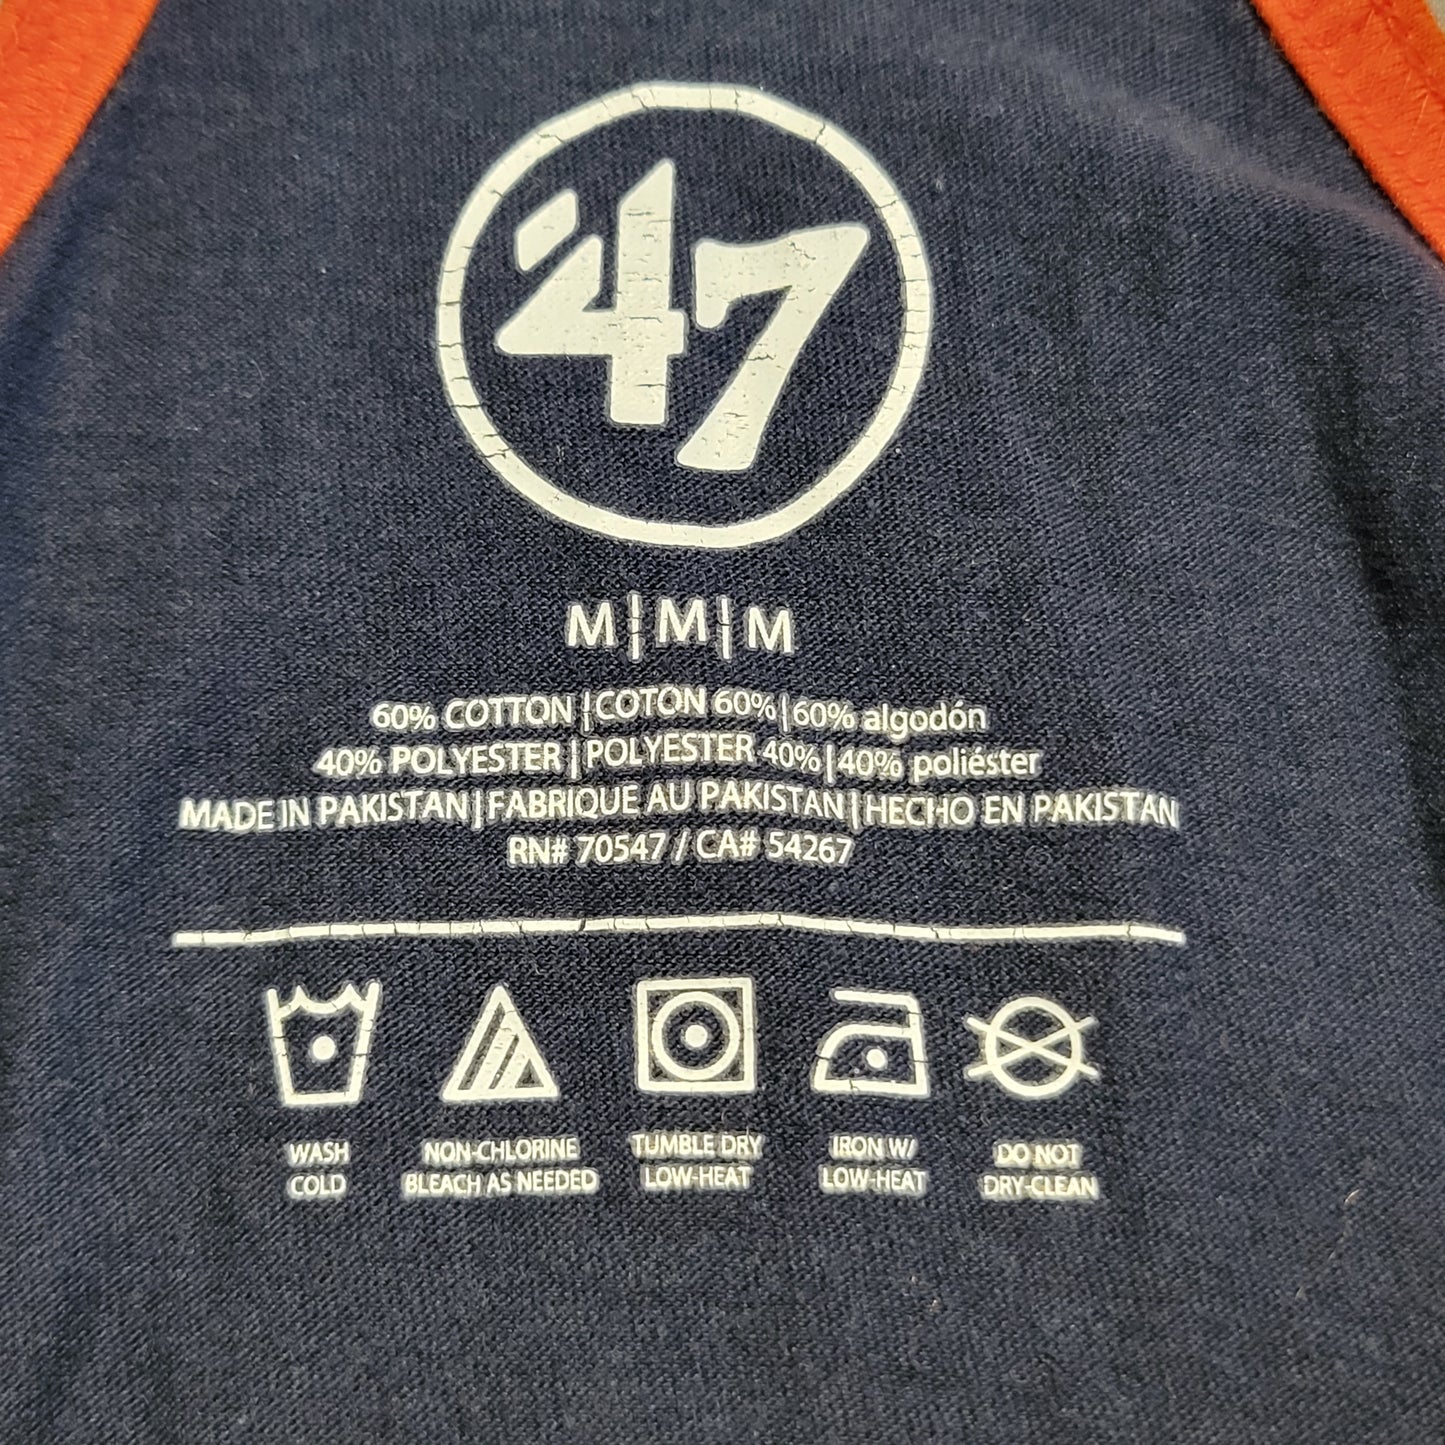 '47
M|M|M
60% COTTON|COTON 60%|60% algodón
40% POLYESTER|POLYESTER 40%|40% poliéster
MADE IN PAKISTAN|FABRIQUE AU PAKISTAN|HECHO EN PAKISTAN
RN# 70547 / CA# 54267
WASH
COLD
NON-CHLORINE
BLEACH AS NEEDED
TUMBLE DRY
LOW-HEAT
IRON W/
LOW-HEAT
DO NOT
DRY-CLEAN